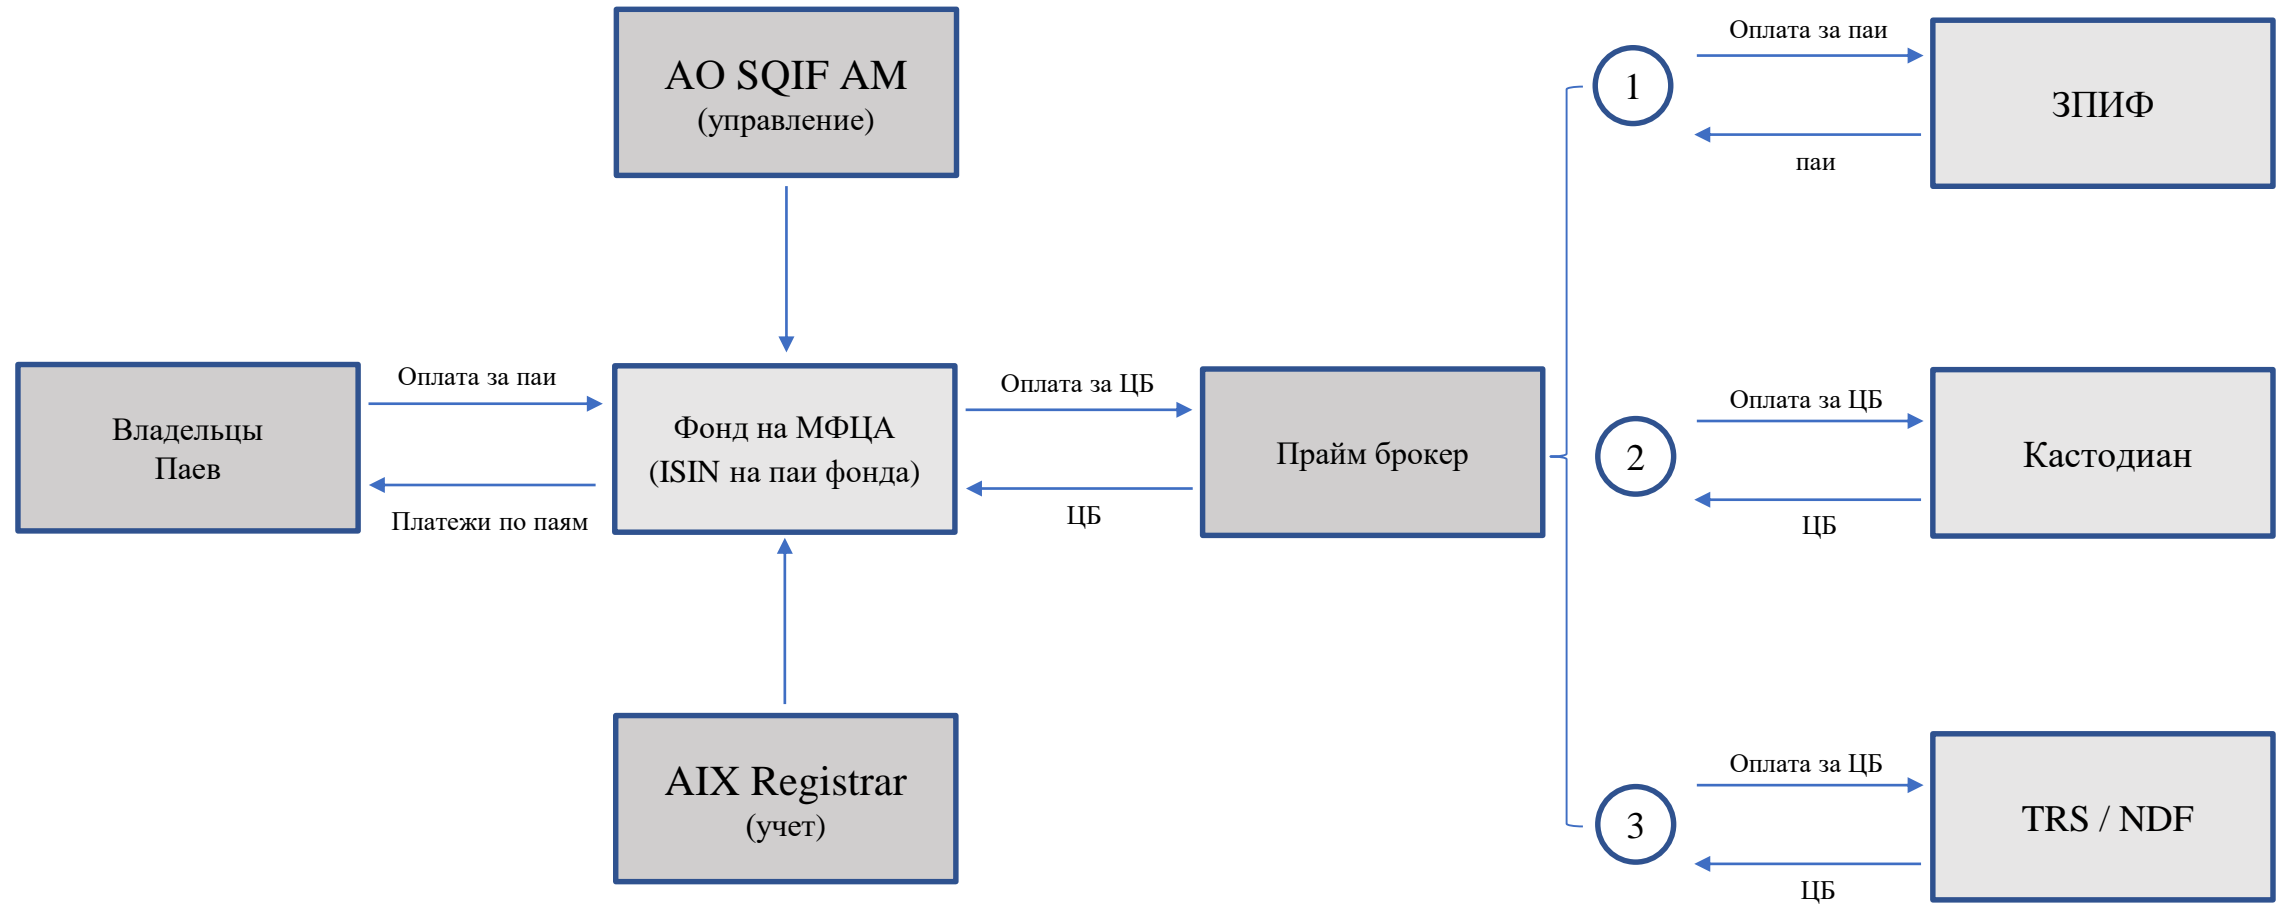 АО SQIF AM
(управление)
1
Оплата за паи
паи
ЗПИФ
Владельцы
Паев
Оплата за паи
Платежи по паям
Фонд на МФЦА
(ISIN на паи фонда)
Оплата за ЦБ
ЦБ
Прайм брокер
2
Оплата за ЦБ
ЦБ
Кастодиан
AIX Registrar
(учет)
3
Оплата за ЦБ
ЦБ
TRS / NDF